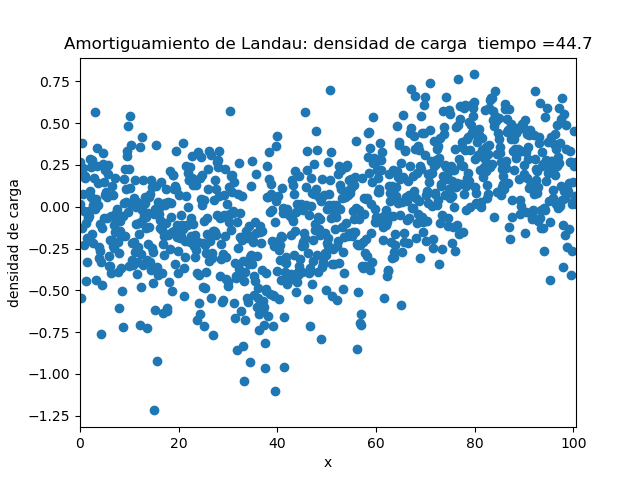 Amortiguamiento de Landau: densidad de carga  tiempo =44.7
densidad de carga
0.75
0.50
0.25
0.00
−0.25
−0.50
−0.75
−1.00
−1.25
0 20 40 60 80 100
x